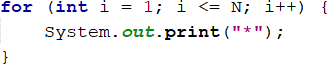 for (int i = 1; i <= N; i++) {
    System.out.print("*");
}